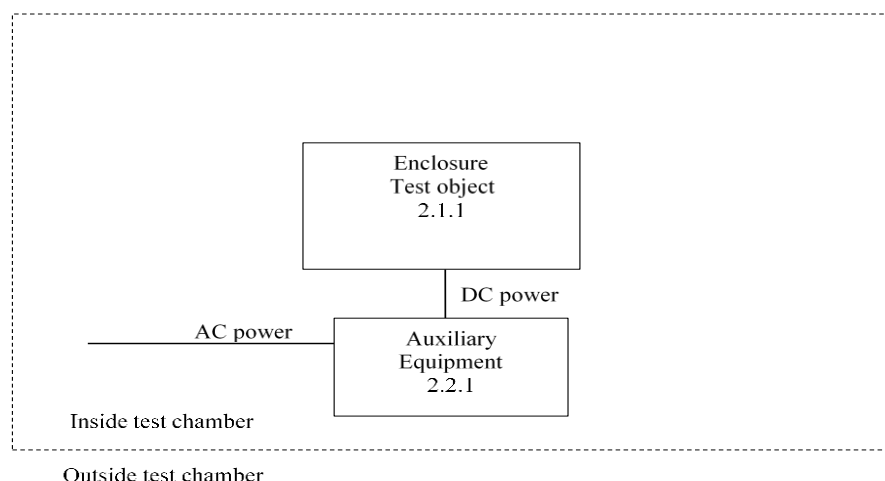 Enclosure
Test object
2.1.1
DC power
AC power
Auxiliary
Equipment
2.2.1
Inside test chamber
Outside test chamber